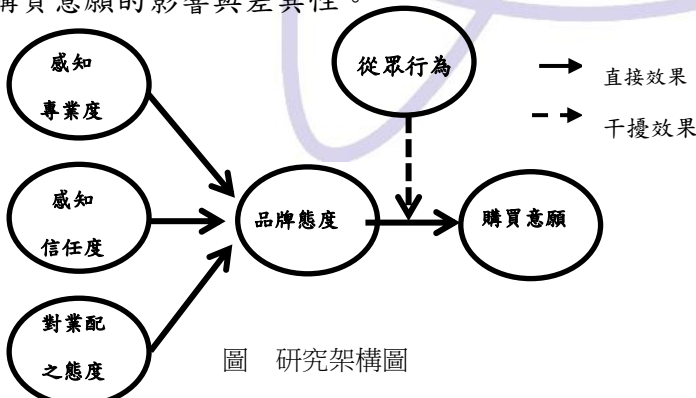 購買意願的影響與差異性。
感知
專業度
從眾行為
直接效果
干擾效果
感知
信任度
品牌態度
購買意願
對業配
之態度
圖 研究架構圖